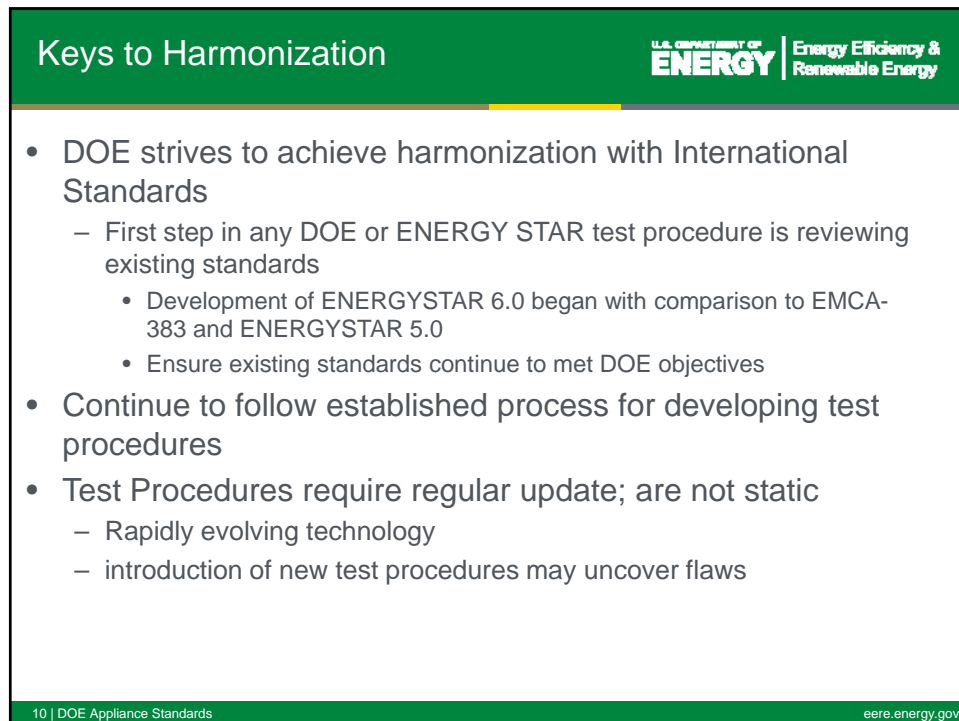 Keys to Harmonization
U.S. DEPARTMENT OF
ENERGY
Energy Efficiency &
Renewable Energy
• DOE strives to achieve harmonization with International
Standards
– First step in any DOE or ENERGY STAR test procedure is reviewing
existing standards
• Development of ENERGYSTAR 6.0 began with comparison to EMCA-
383 and ENERGYSTAR 5.0
• Ensure existing standards continue to met DOE objectives
• Continue to follow established process for developing test
procedures
• Test Procedures require regular update; are not static
– Rapidly evolving technology
– introduction of new test procedures may uncover flaws
10 | DOE Appliance Standards
eere.energy.gov